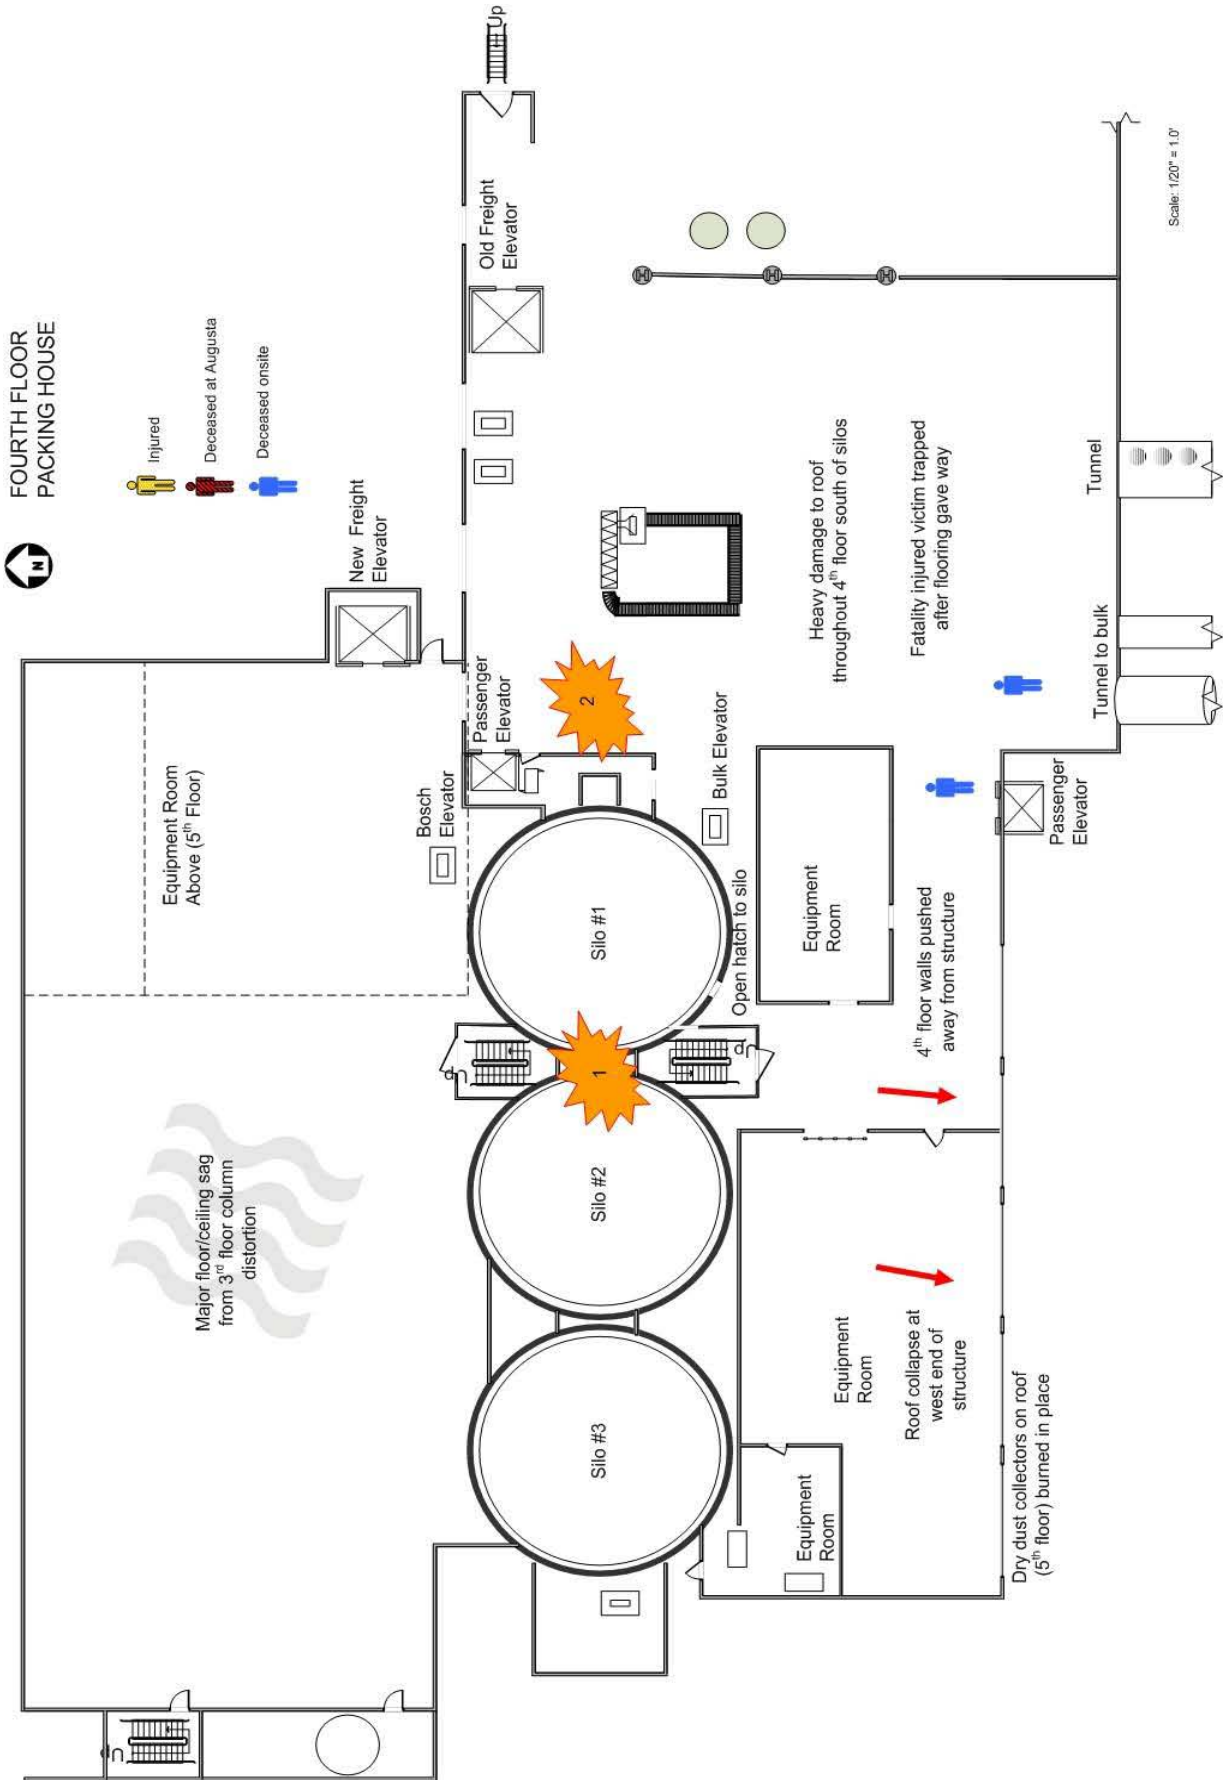 FOURTH FLOOR
PACKING HOUSE
N
Injured
Deceased at Augusta
Deceased onsite
Up
Old Freight
Elevator
New Freight
Elevator
Equipment Room
Above (5th Floor)
Passenger
Elevator
2
Bosch
Elevator
Bulk Elevator
Silo #1
Open hatch to silo
Equipment
Room
Heavy damage to roof
throughout 4th floor south of silos
Fatality injured victim trapped
after flooring gave way
Tunnel
Tunnel to bulk
Scale: 1/20" = 1.0'
Passenger
Elevator
4th floor walls pushed
away from structure
dn
1
dn
Silo #2
Major floor/ceiling sag
from 3rd floor column
distortion
Silo #3
Equipment
Room
Roof collapse at
west end of
structure
Equipment
Room
Dry dust collectors on roof
(5th floor) burned in place
dn